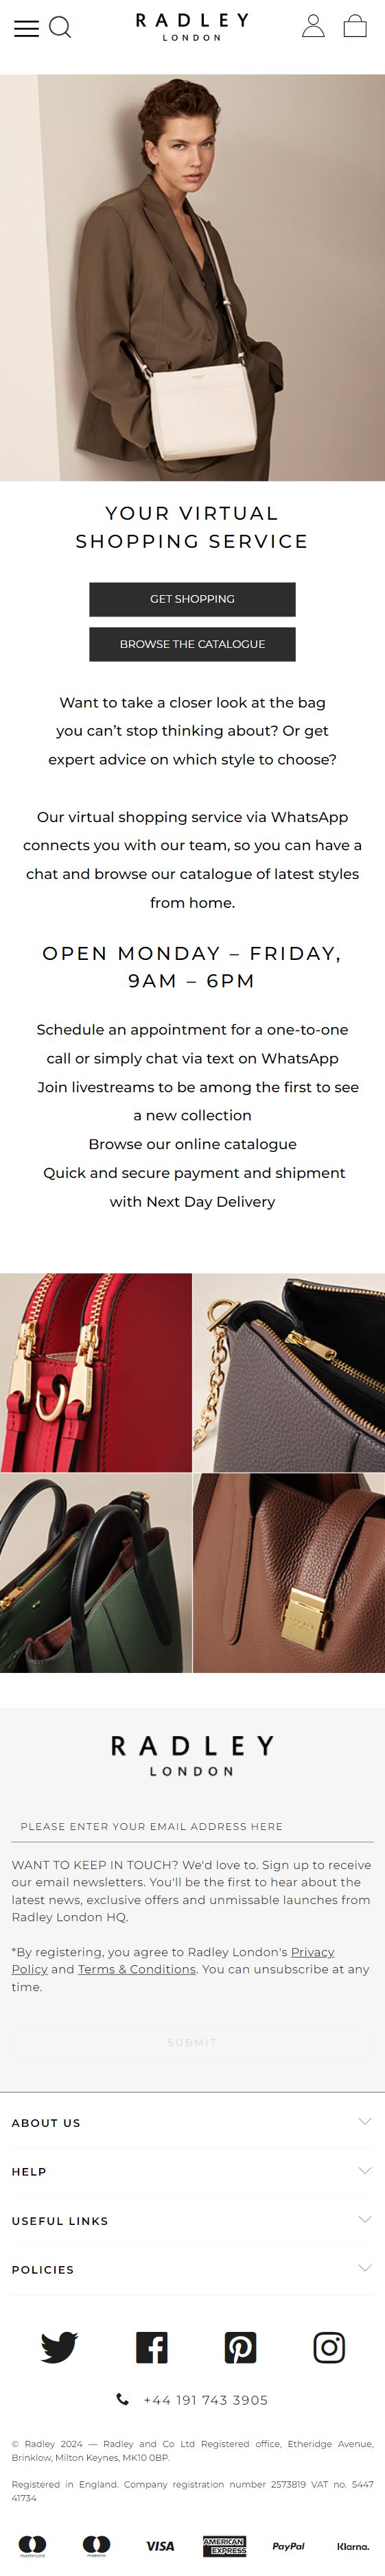 RADLEY
LONDON
YOUR VIRTUAL
SHOPPING SERVICE
GET SHOPPING
BROWSE THE CATALOGUE
Want to take a closer look at the bag
you can’t stop thinking about? Or get
expert advice on which style to choose?
Our virtual shopping service via WhatsApp
connects you with our team, so you can have a
chat and browse our catalogue of latest styles
from home.
OPEN MONDAY – FRIDAY,
9AM – 6PM
Schedule an appointment for a one-to-one
call or simply chat via text on WhatsApp
Join livestreams to be among the first to see
a new collection
Browse our online catalogue
Quick and secure payment and shipment
with Next Day Delivery
RADLEY
LONDON
PLEASE ENTER YOUR EMAIL ADDRESS HERE
WANT TO KEEP IN TOUCH? We'd love to. Sign up to receive
our email newsletters. You'll be the first to hear about the
latest news, exclusive offers and unmissable launches from
Radley London HQ.
*By registering, you agree to Radley London's Privacy
Policy and Terms & Conditions. You can unsubscribe at any
time.
SUBMIT
ABOUT US
HELP
USEFUL LINKS
POLICIES
+44 191 743 3905
© Radley 2024 — Radley and Co Ltd Registered office, Etheridge Avenue,
Brinklow, Milton Keynes, MK10 0BP.
Registered in England. Company registration number 2573819 VAT no. 5447
41734
mastercard maestro VISA AMERICAN EXPRESS PayPal Klarna.